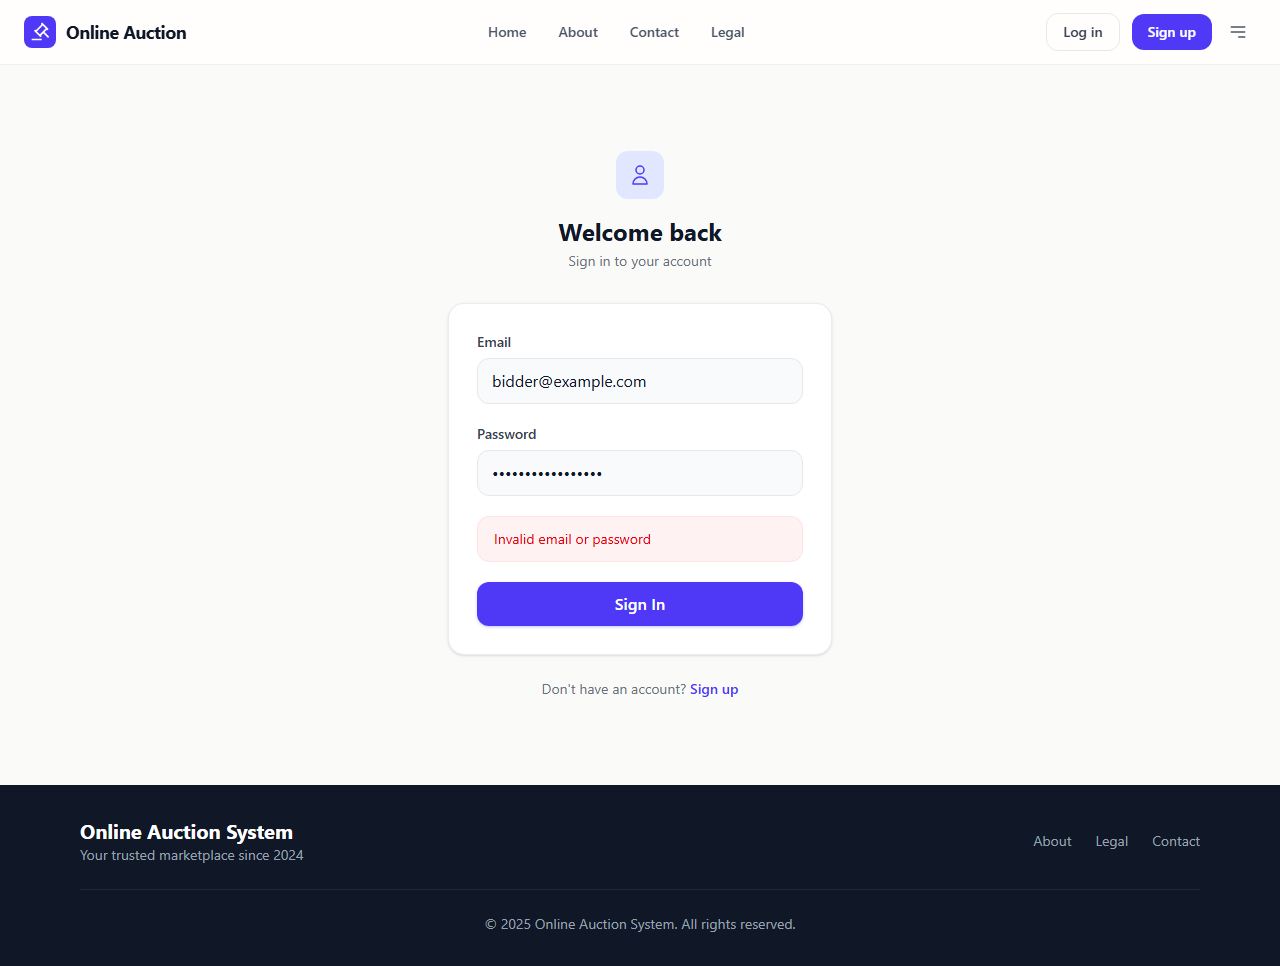 Online Auction
Home
About
Contact
Legal
Log in
Sign up
Welcome back
Sign in to your account
Email
bidder@example.com
Password
•••••••••••••••••
Invalid email or password
Sign In
Don't have an account? Sign up
Online Auction System
Your trusted marketplace since 2024
About
Legal
Contact
© 2025 Online Auction System. All rights reserved.